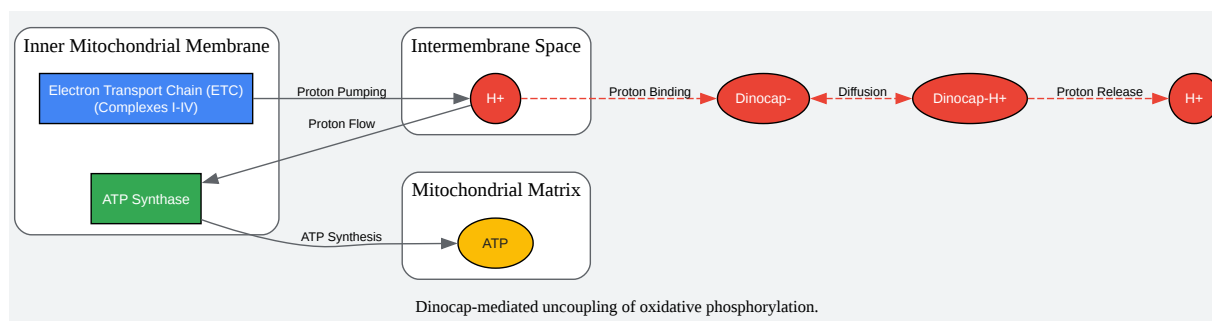 Inner Mitochondrial Membrane
Electron Transport Chain (ETC)
(Complexes I-IV)
Proton Pumping
Intermembrane Space
H+
Proton Binding
Dinocap-
Diffusion
Dinocap-H+
Proton Release
H+
Proton Flow
ATP Synthase
ATP Synthesis
Mitochondrial Matrix
ATP
Dinocap-mediated uncoupling of oxidative phosphorylation.